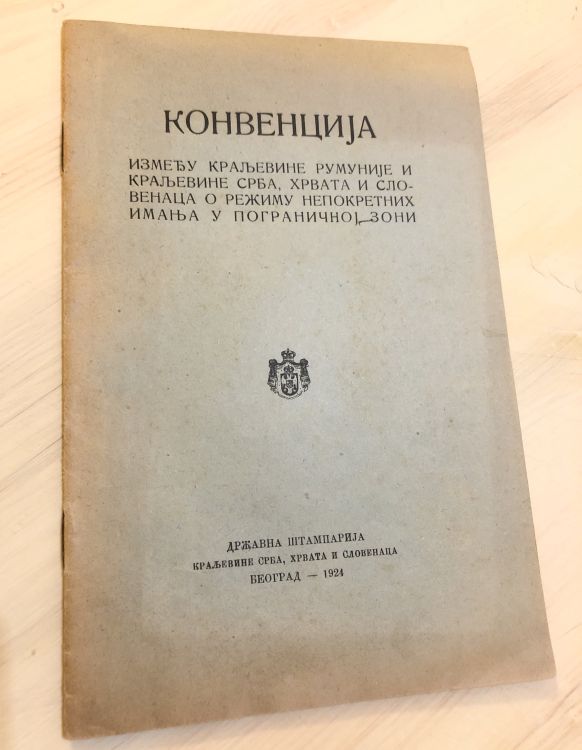 КОНВЕНЦИЈА
ИЗМЕЂУ КРАЉЕВИНЕ РУМУНИЈЕ И
КРАЉЕВИНЕ СРБА, ХРВАТА И СЛО-
ВЕНАЦА О РЕЖИМУ НЕПОКРЕТНИХ
ИМАЊА У ПОГРАНИЧНОЈ ЗОНИ
ДРЖАВНА ШТАМПАРИЈА
КРАЉЕВИНЕ СРБА, ХРВАТА И СЛОВЕНАЦА
БЕОГРАД — 1924